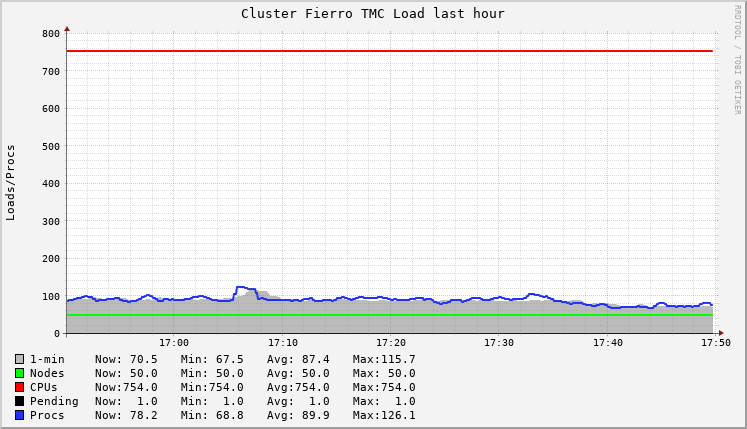 Cluster Fierro TMC Load last hour
RRDTOOL / TOBI OETIKER
Loads/Procs
800
700
600
500
400
300
200
100
0
17:00 17:10 17:20 17:30 17:40 17:50
1-min Now: 70.5 Min: 67.5 Avg: 87.4 Max:115.7
Nodes Now: 50.0 Min: 50.0 Avg: 50.0 Max: 50.0
CPUs Now:754.0 Min:754.0 Avg:754.0 Max:754.0
Pending Now: 1.0 Min: 1.0 Avg: 1.0 Max: 1.0
Procs Now: 78.2 Min: 68.8 Avg: 89.9 Max:126.1